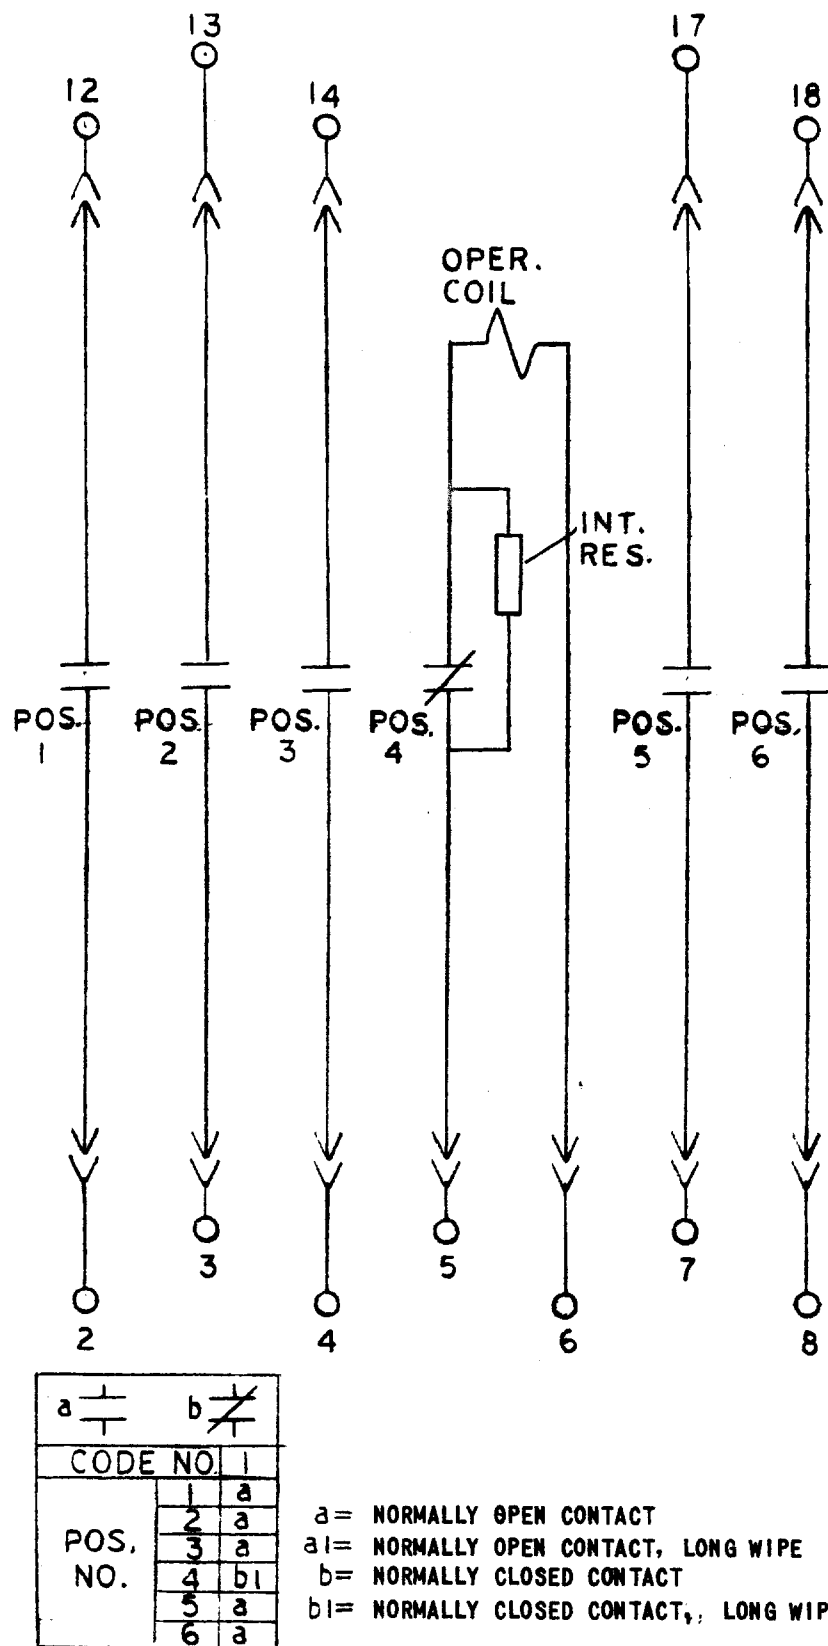 13
17
12
14
18
OPER.
COIL
INT.
RES.
POS. 1
POS. 2
POS. 3
POS. 4
POS. 5
POS. 6
3
5
7
2
4
6
8
a b
CODE NO. 1
POS. NO.
1 a
2 a
3 a
4 b1
5 a
6 a
a= NORMALLY OPEN CONTACT
a1= NORMALLY OPEN CONTACT, LONG WIPE
b= NORMALLY CLOSED CONTACT
b1= NORMALLY CLOSED CONTACT, LONG WIP